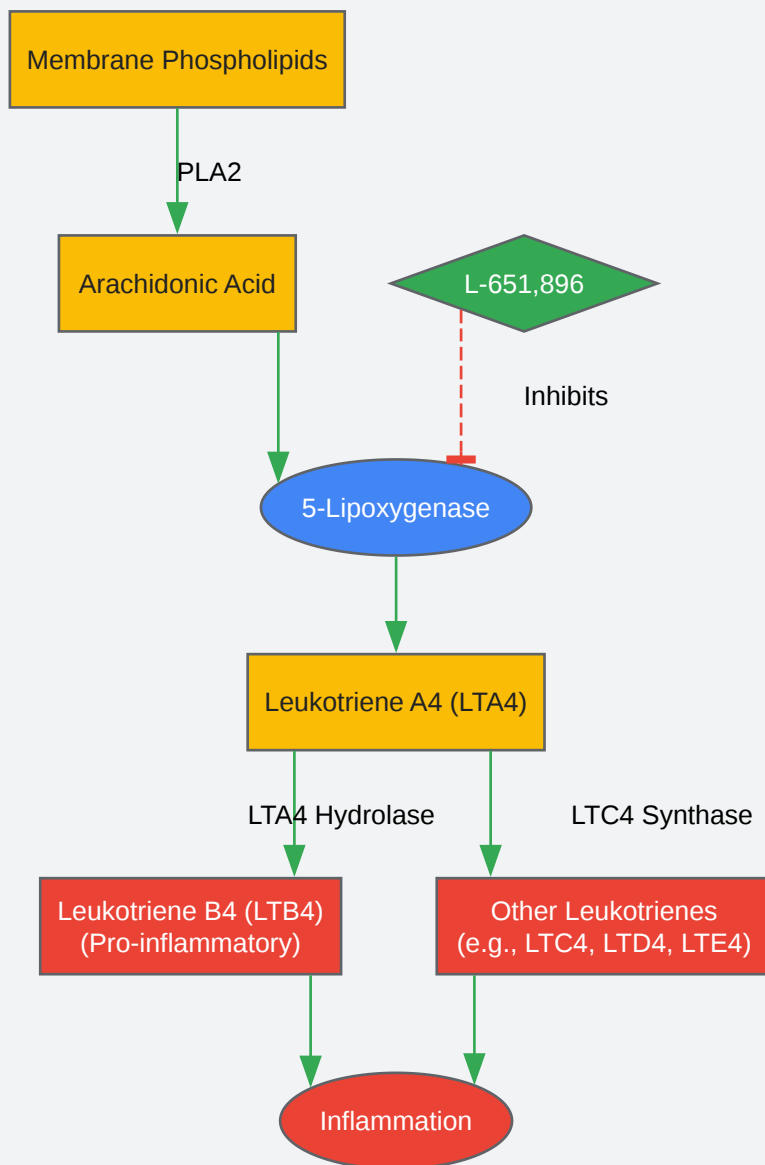 Membrane Phospholipids
PLA2
Arachidonic Acid
L-651,896
Inhibits
5-Lipoxygenase
Leukotriene A4 (LTA4)
LTA4 Hydrolase
LTC4 Synthase
Leukotriene B4 (LTB4)
(Pro-inflammatory)
Other Leukotrienes
(e.g., LTC4, LTD4, LTE4)
Inflammation